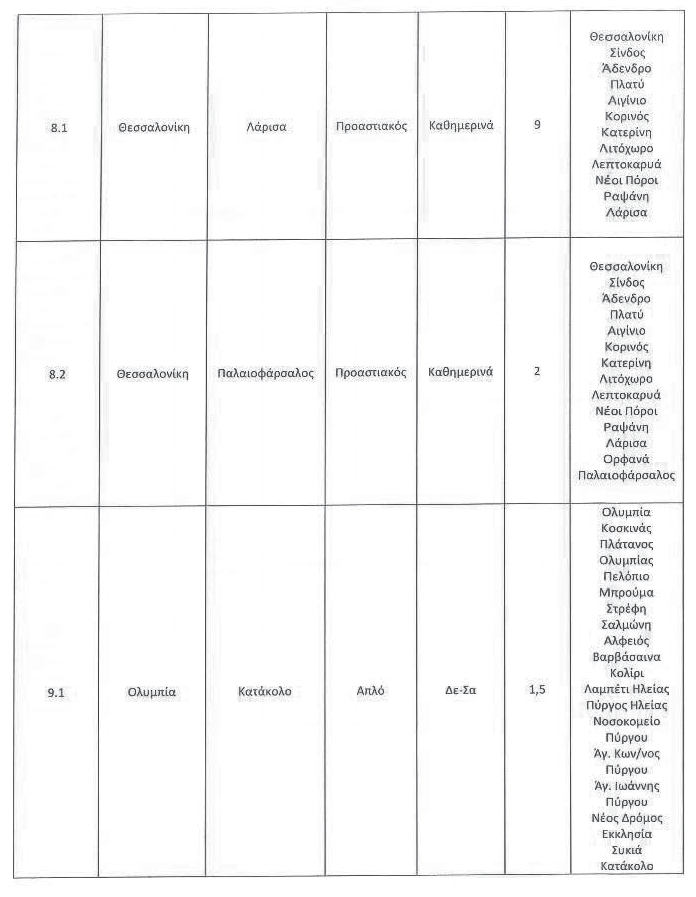 8.1
Θεσσαλονίκη
Λάρισα
Προαστιακός
Καθημερινά
9
Θεσσαλονίκη
Σίνδος
Άδενδρο
Πλατύ
Αιγίνιο
Κορινός
Κατερίνη
Λιτόχωρο
Λεπτοκαρυά
Νέοι Πόροι
Ραψάνη
Λάρισα
8.2
Θεσσαλονίκη
Παλαιοφάρσαλος
Προαστιακός
Καθημερινά
2
Θεσσαλονίκη
Σίνδος
Άδενδρο
Πλατύ
Αιγίνιο
Κορινός
Κατερίνη
Λιτόχωρο
Λεπτοκαρυά
Νέοι Πόροι
Ραψάνη
Λάρισα
Ορφανά
Παλαιοφάρσαλος
9.1
Ολυμπία
Κατάκολο
Απλό
Δε-Σα
1,5
Ολυμπία
Κοσκινάς
Πλάτανος
Ολυμπίας
Πελόπιο
Μπρούμα
Στρέφη
Σαλμώνη
Αλφειός
Βαρβάσαινα
Κολίρι
Λαμπέτι Ηλείας
Πύργος Ηλείας
Νοσοκομείο
Πύργου
Άγ. Κων/νος
Πύργου
Άγ. Ιωάννης
Πύργου
Νέος Δρόμος
Εκκλησία
Συκιά
Κατάκολο